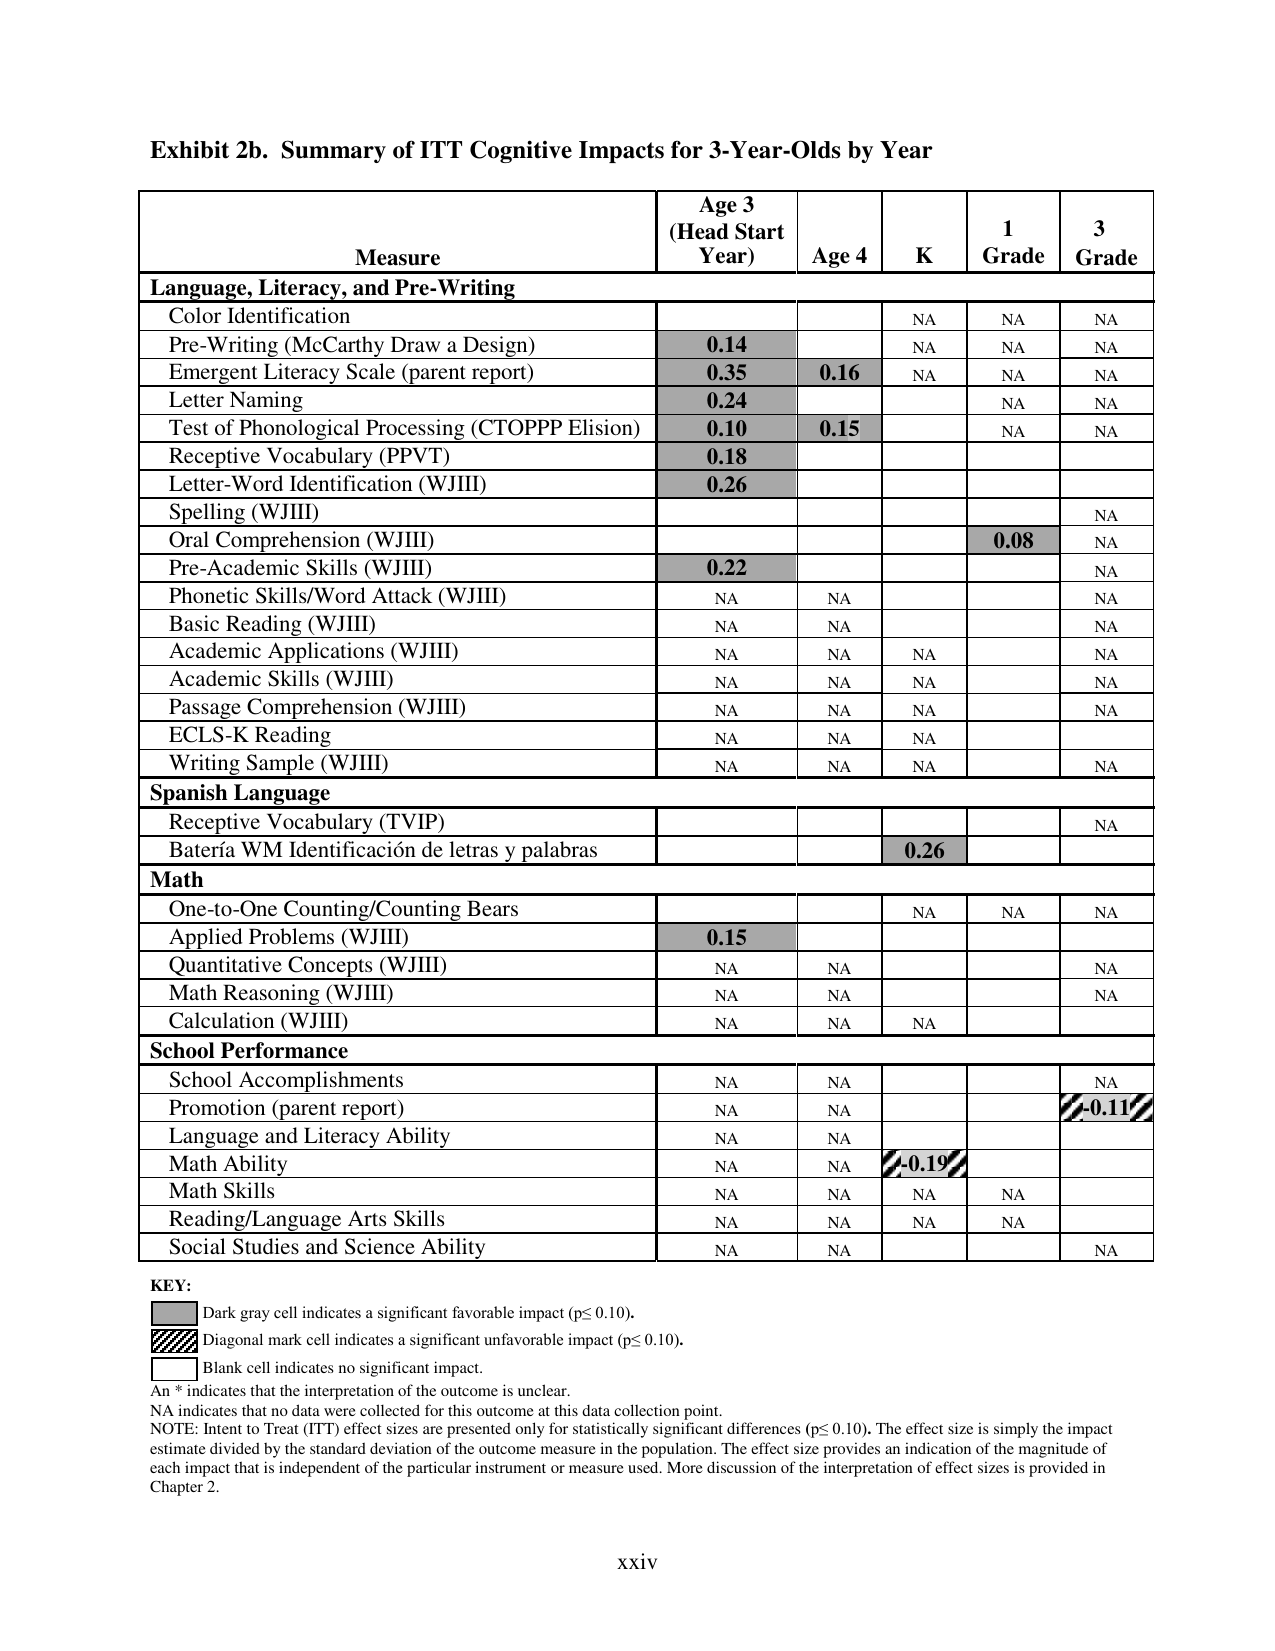 Exhibit 2b.  Summary of ITT Cognitive Impacts for 3-Year-Olds by Year
Measure Age 3 (Head Start Year) Age 4 K 1 Grade 3 Grade
Language, Literacy, and Pre-Writing
Color Identification NA NA NA
Pre-Writing (McCarthy Draw a Design) 0.14 NA NA NA
Emergent Literacy Scale (parent report) 0.35 0.16 NA NA NA
Letter Naming 0.24 NA NA
Test of Phonological Processing (CTOPPP Elision) 0.10 0.15 NA NA
Receptive Vocabulary (PPVT) 0.18
Letter-Word Identification (WJIII) 0.26
Spelling (WJIII) NA
Oral Comprehension (WJIII) 0.08 NA
Pre-Academic Skills (WJIII) 0.22 NA
Phonetic Skills/Word Attack (WJIII) NA NA NA
Basic Reading (WJIII) NA NA NA
Academic Applications (WJIII) NA NA NA NA
Academic Skills (WJIII) NA NA NA NA
Passage Comprehension (WJIII) NA NA NA NA
ECLS-K Reading NA NA NA
Writing Sample (WJIII) NA NA NA NA
Spanish Language
Receptive Vocabulary (TVIP) NA
Batería WM Identificación de letras y palabras 0.26
Math
One-to-One Counting/Counting Bears NA NA NA
Applied Problems (WJIII) 0.15
Quantitative Concepts (WJIII) NA NA NA
Math Reasoning (WJIII) NA NA NA
Calculation (WJIII) NA NA NA
School Performance
School Accomplishments NA NA NA
Promotion (parent report) NA NA -0.11
Language and Literacy Ability NA NA
Math Ability NA NA -0.19
Math Skills NA NA NA NA
Reading/Language Arts Skills NA NA NA NA
Social Studies and Science Ability NA NA NA
KEY:
Dark gray cell indicates a significant favorable impact (p≤ 0.10).
Diagonal mark cell indicates a significant unfavorable impact (p≤ 0.10).
Blank cell indicates no significant impact.
An * indicates that the interpretation of the outcome is unclear.
NA indicates that no data were collected for this outcome at this data collection point.
NOTE: Intent to Treat (ITT) effect sizes are presented only for statistically significant differences (p≤ 0.10). The effect size is simply the impact
estimate divided by the standard deviation of the outcome measure in the population. The effect size provides an indication of the magnitude of
each impact that is independent of the particular instrument or measure used. More discussion of the interpretation of effect sizes is provided in
Chapter 2.
xxiv